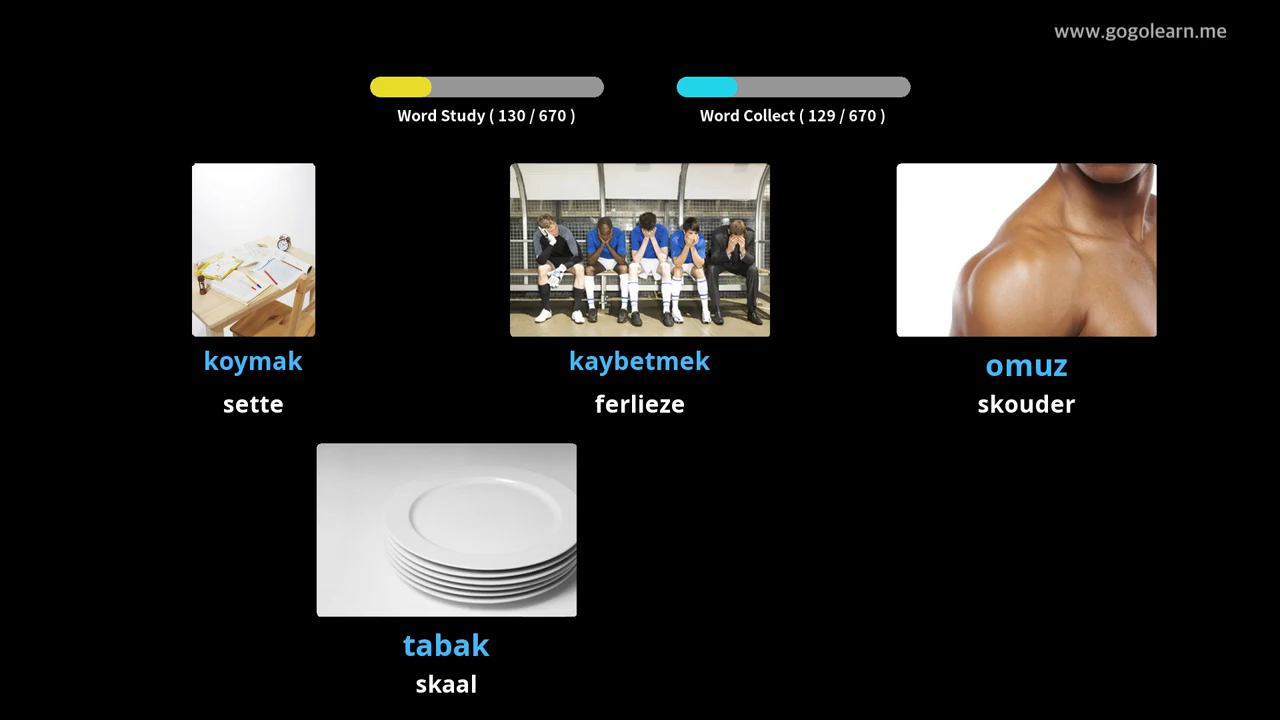 www.gogolearn.me
Word Study ( 130 / 670 )
Word Collect ( 129 / 670 )
koymak
sette
kaybetmek
ferlieze
omuz
skouder
tabak
skaal